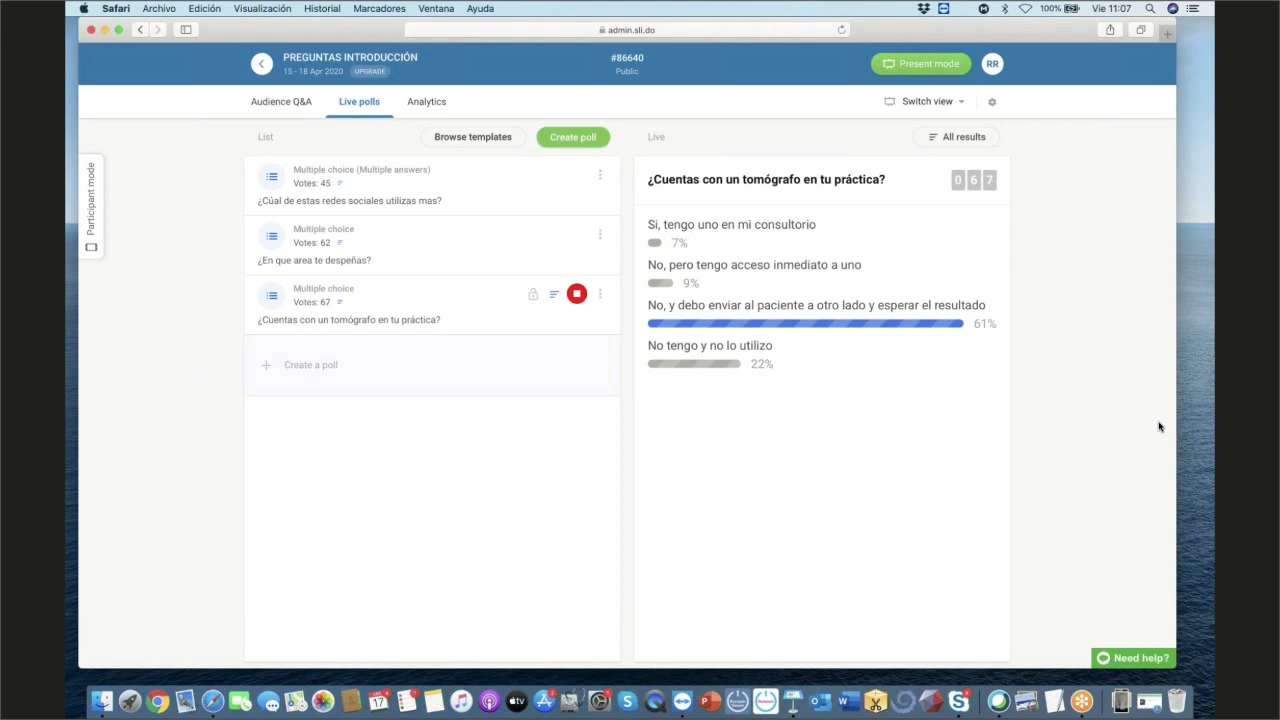 Safari Archivo Edición Visualización Historial Marcadores Ventana Ayuda 100% Vie 11:07
admin.sli.do
PREGUNTAS INTRODUCCIÓN
15 - 18 Apr 2020 UPGRADE
#86640
Public
Present mode RR
Audience Q&A Live polls Analytics Switch view
List Browse templates Create poll Live All results
Participant mode
Multiple choice (Multiple answers)
Votes: 45
¿Cúal de estas redes sociales utilizas mas?
Multiple choice
Votes: 62
¿En que area te despeñas?
Multiple choice
Votes: 67
¿Cuentas con un tomógrafo en tu práctica?
Create a poll
¿Cuentas con un tomógrafo en tu práctica? 067
Si, tengo uno en mi consultorio
7%
No, pero tengo acceso inmediato a uno
9%
No, y debo enviar al paciente a otro lado y esperar el resultado
61%
No tengo y no lo utilizo
22%
Need help?
17
tv